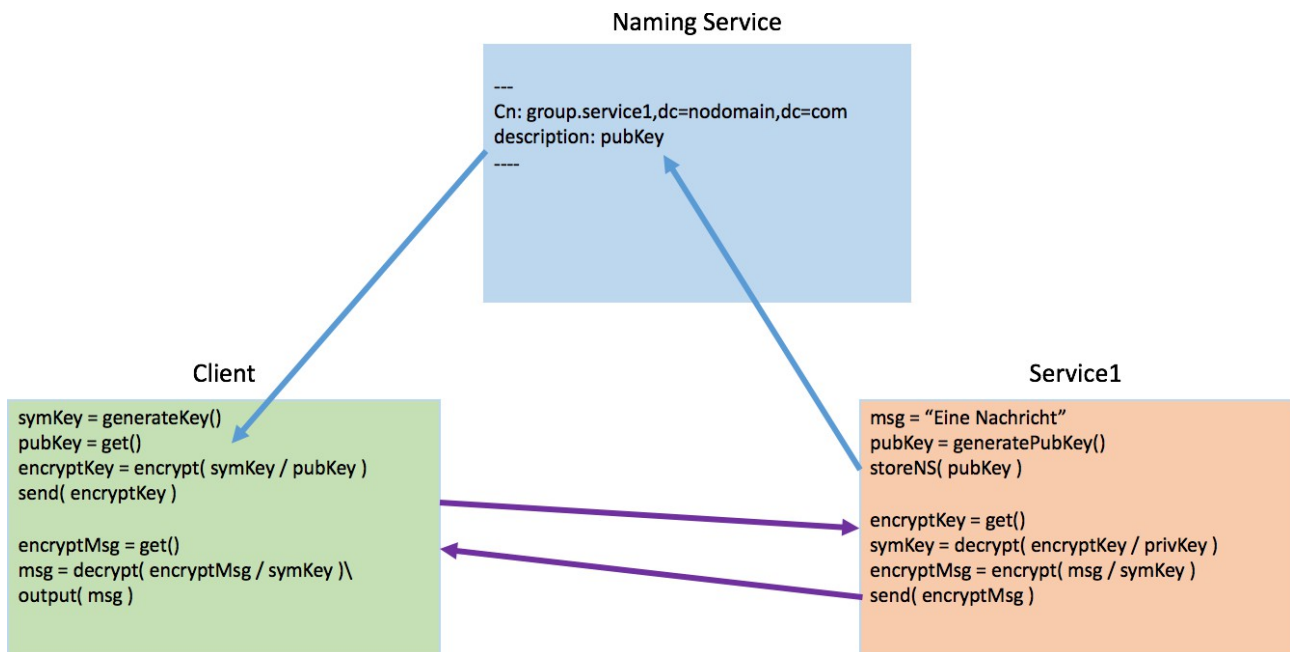 Naming Service
---
Cn: group.service1,dc=nodomain,dc=com
description: pubKey
----
Client
symKey = generateKey()
pubKey = get()
encryptKey = encrypt( symKey / pubKey )
send( encryptKey )
encryptMsg = get()
msg = decrypt( encryptMsg / symKey )\
output( msg )
Service1
msg = “Eine Nachricht”
pubKey = generatePubKey()
storeNS( pubKey )
encryptKey = get()
symKey = decrypt( encryptKey / privKey )
encryptMsg = encrypt( msg / symKey )
send( encryptMsg )